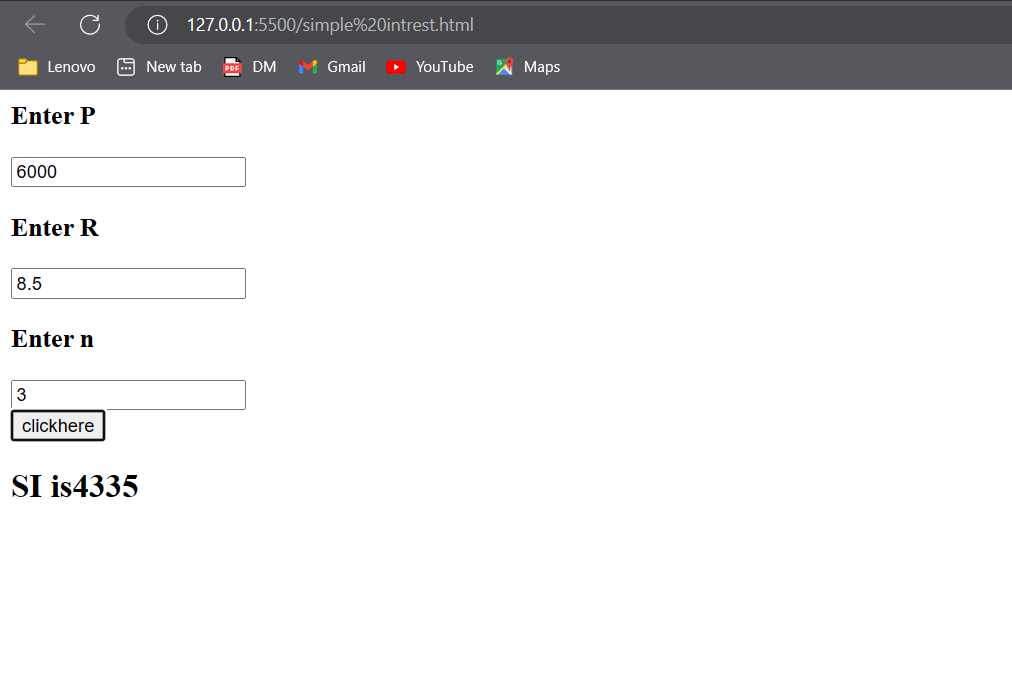 127.0.0.1:5500/simple%20intrest.html
Lenovo New tab PDF DM Gmail YouTube Maps
Enter P
6000
Enter R
8.5
Enter n
3
clickhere
SI is4335